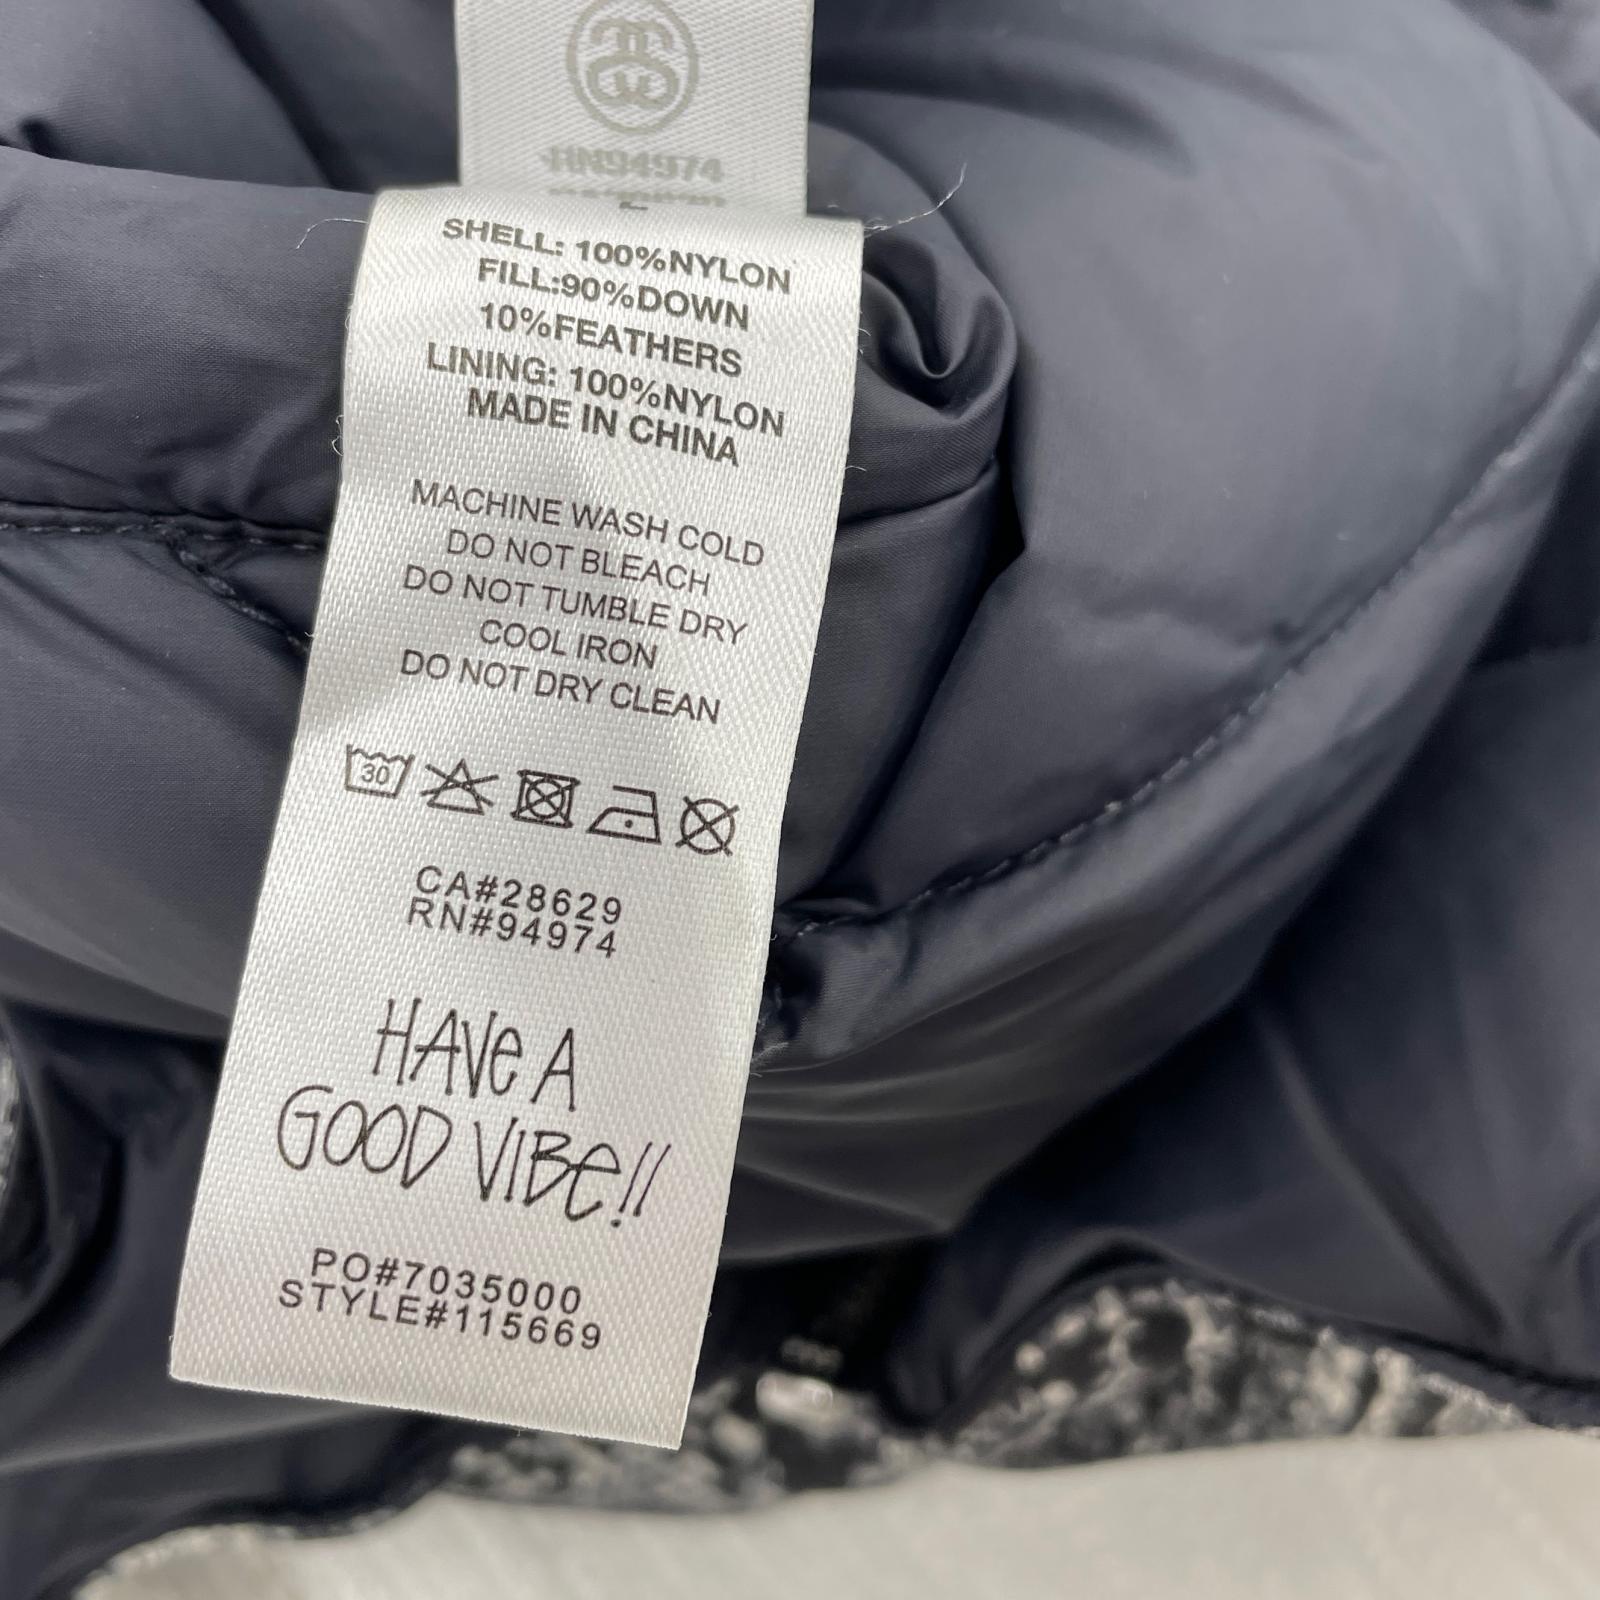 RN94974
SHELL: 100%NYLON
FILL:90%DOWN
10%FEATHERS
LINING: 100%NYLON
MADE IN CHINA
MACHINE WASH COLD
DO NOT BLEACH
DO NOT TUMBLE DRY
COOL IRON
DO NOT DRY CLEAN
30
CA#28629
RN#94974
HAVE A
GOOD VIBE!!
PO#7035000
STYLE#115669